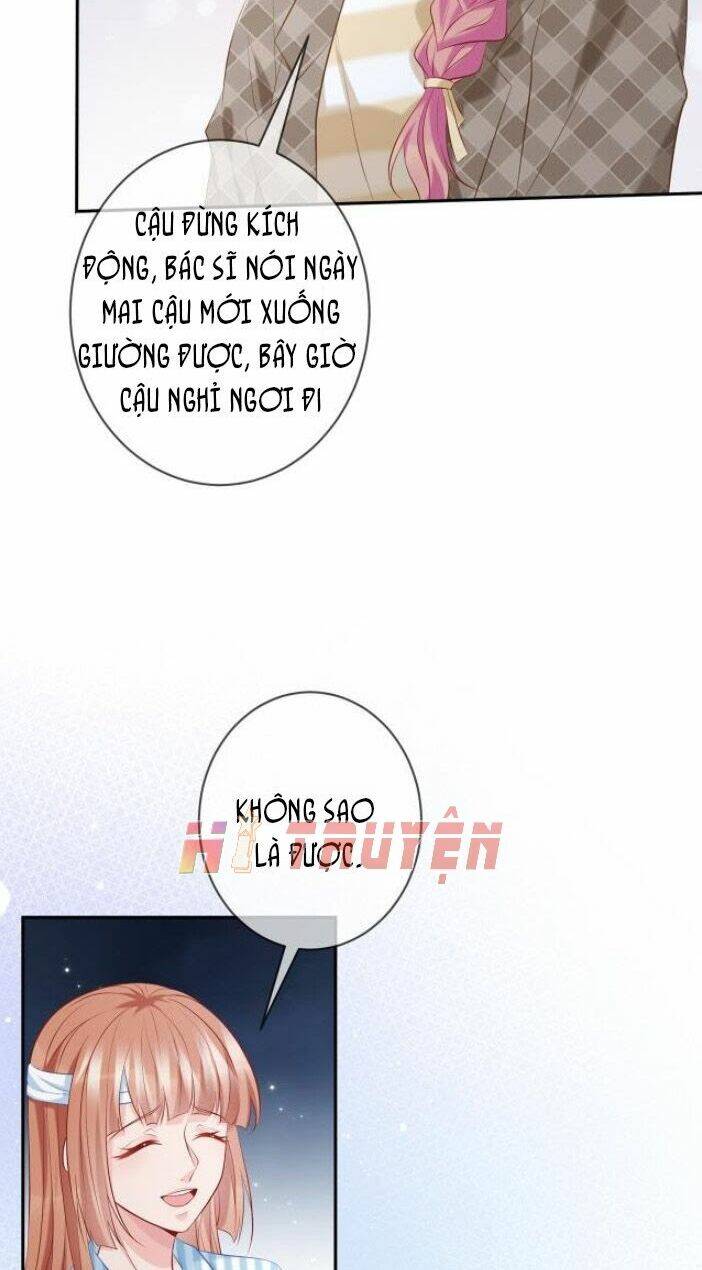 CẬU ĐỪNG KÍCH
ĐỘNG, BÁC SĨ NÓI NGÀY
MAI CẬU MỚI XUỐNG
GIƯỜNG ĐƯỢC, BÂY GIỜ
CẬU NGHỈ NGƠI ĐI
KHÔNG SAO
HI TRUYỆN
LÀ ĐƯỢC.